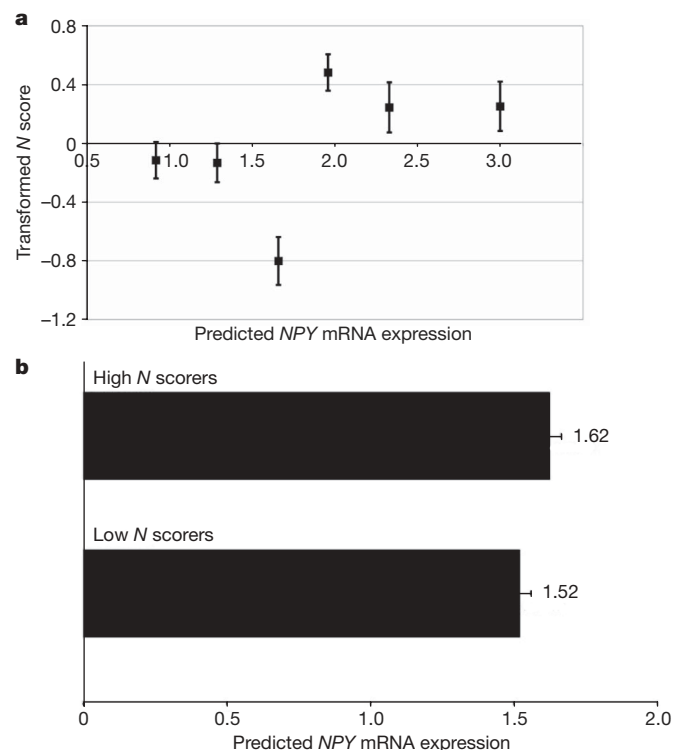 a
0.8
0.4
0
−0.4
−0.8
−1.2
Transformed N score
0.5 1.0 1.5 2.0 2.5 3.0
Predicted NPY mRNA expression
b
High N scorers
1.62
Low N scorers
1.52
0 0.5 1.0 1.5 2.0
Predicted NPY mRNA expression